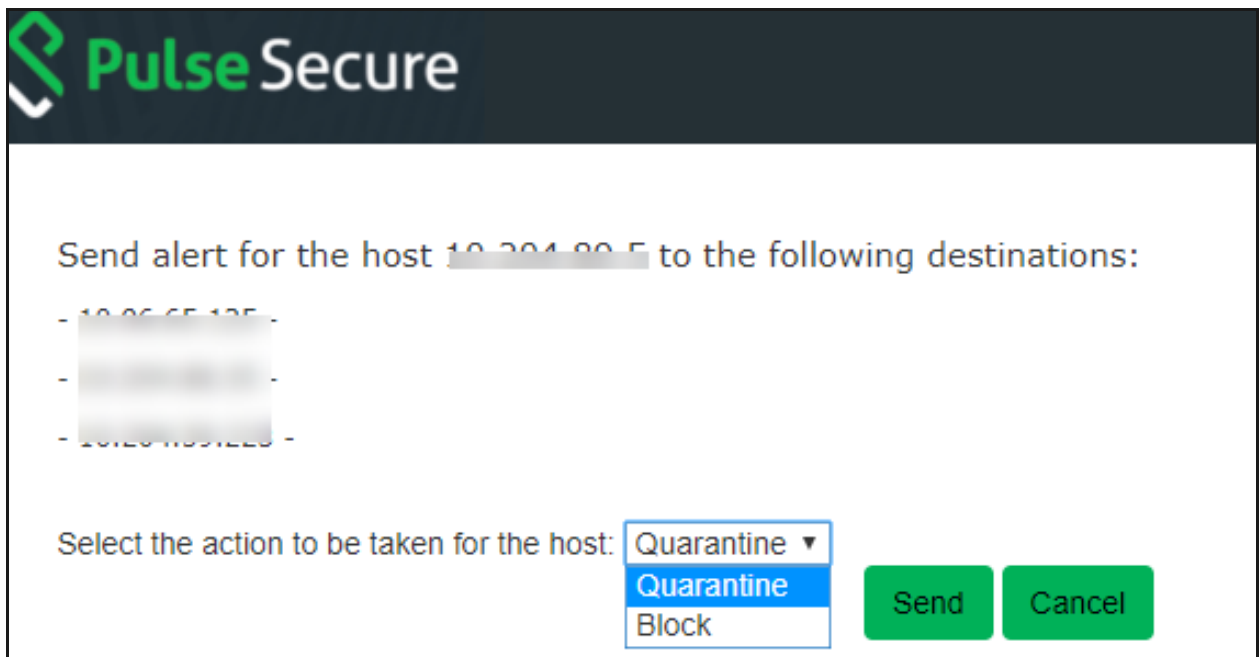 Pulse Secure
Send alert for the host to the following destinations:
- -
- -
- -
Select the action to be taken for the host: Quarantine ▼
Quarantine
Block
Send
Cancel